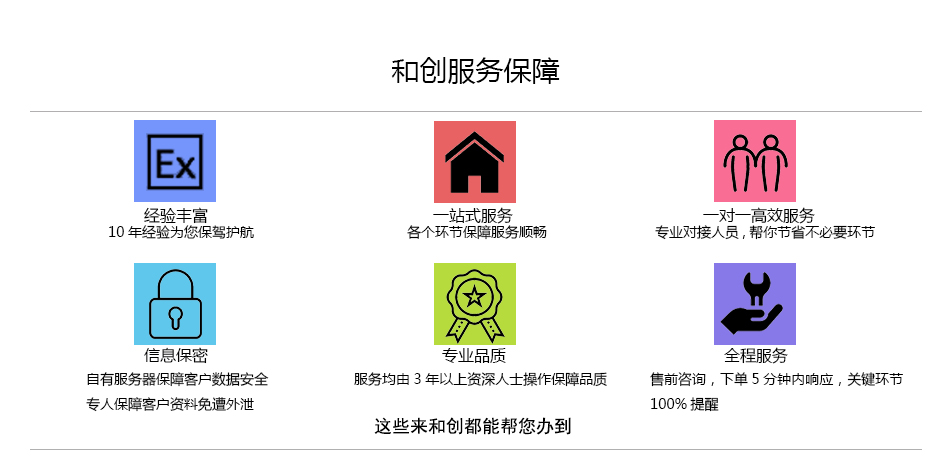 和创服务保障
Ex
经验丰富
10年经验为您保驾护航
一站式服务
各个环节保障服务顺畅
一对一高效服务
专业对接人员,帮你节省不必要环节
信息保密
自有服务器保障客户数据安全
专人保障客户资料免遭外泄
专业品质
服务均由3年以上资深人士操作保障品质
全程服务
售前咨询，下单5分钟内响应，关键环节
100%提醒
这些来和创都能帮您办到